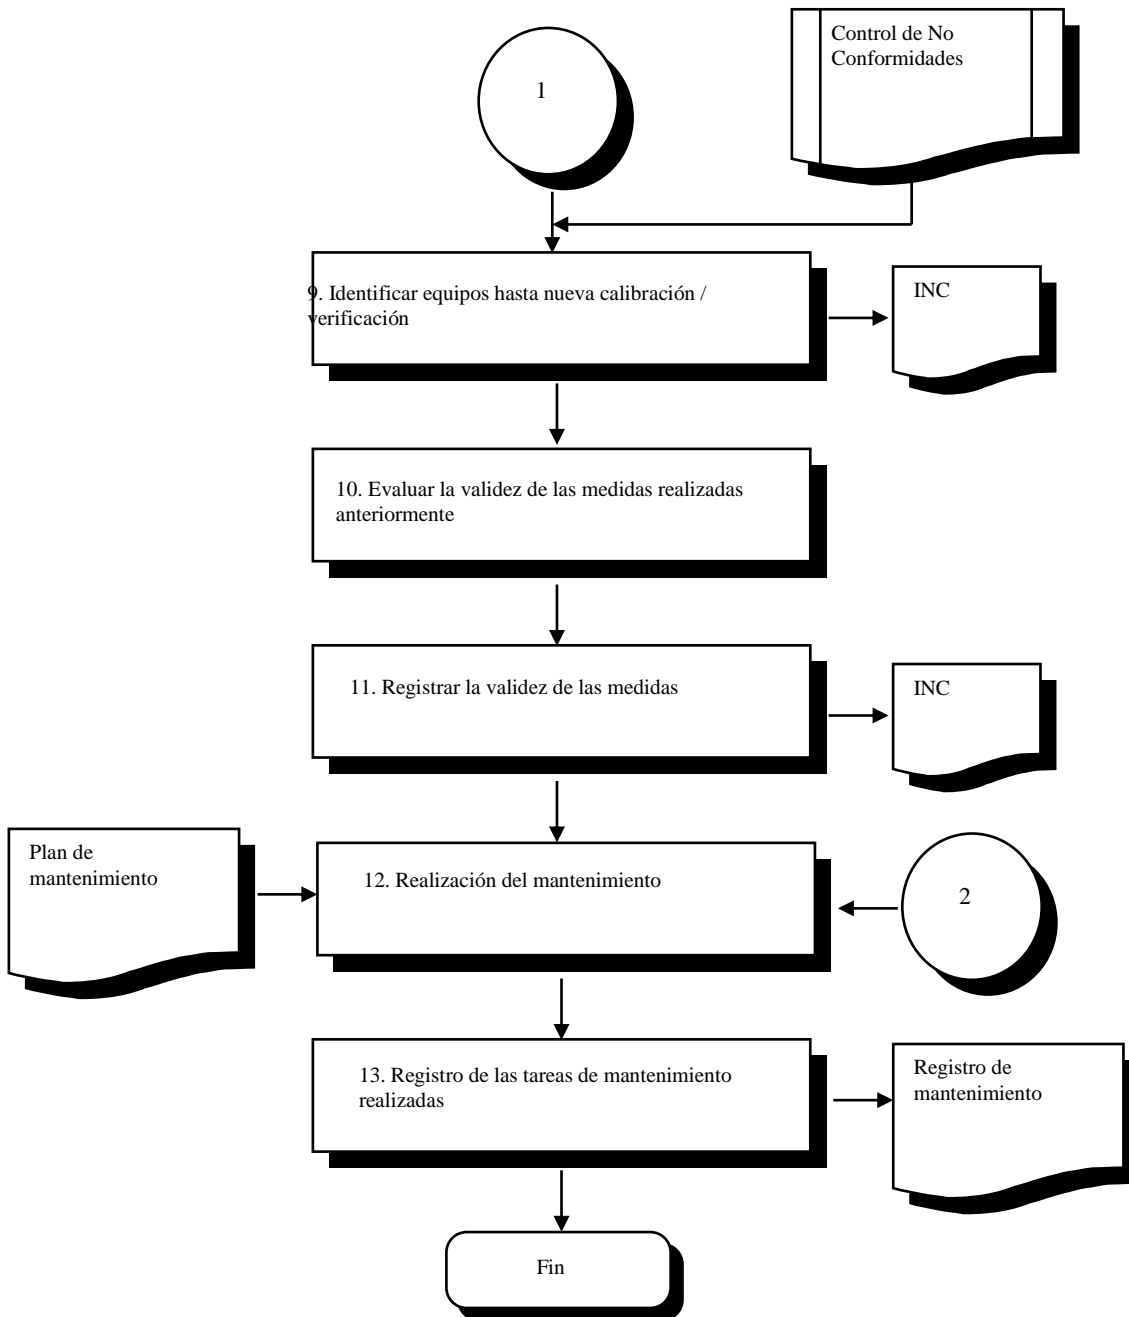 1
Control de No
Conformidades
9. Identificar equipos hasta nueva calibración /
verificación
INC
10. Evaluar la validez de las medidas realizadas
anteriormente
11. Registrar la validez de las medidas
INC
Plan de
mantenimiento
12. Realización del mantenimiento
2
13. Registro de las tareas de mantenimiento
realizadas
Registro de
mantenimiento
Fin